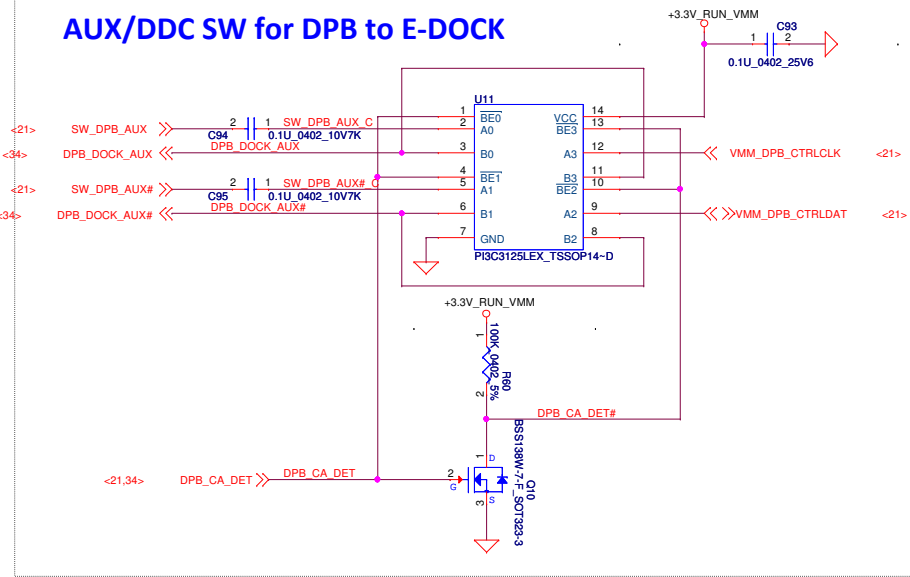 AUX/DDC SW for DPB to E-DOCK
+3.3V_RUN_VMM
C93
1 2
0.1U_0402_25V6
U11
1 BE0 VCC 14
<21> SW_DPB_AUX 2 1 SW_DPB_AUX_C 2 A0 BE3 13
C94 0.1U_0402_10V7K
<34> DPB_DOCK_AUX DPB_DOCK_AUX 3 B0 A3 12 VMM_DPB_CTRLCLK <21>
4 BE1 B3 11
<21> SW_DPB_AUX# 2 1 SW_DPB_AUX#_C 5 A1 BE2 10
C95 0.1U_0402_10V7K
<34> DPB_DOCK_AUX# DPB_DOCK_AUX# 6 B1 A2 9 VMM_DPB_CTRLDAT <21>
7 GND B2 8
PI3C3125LEX_TSSOP14~D
+3.3V_RUN_VMM
1
100K_0402_5%
R60
2
DPB_CA_DET#
1 D
BSS138W-7-F_SOT323-3
Q10
<21,34> DPB_CA_DET DPB_CA_DET 2 G
3 S